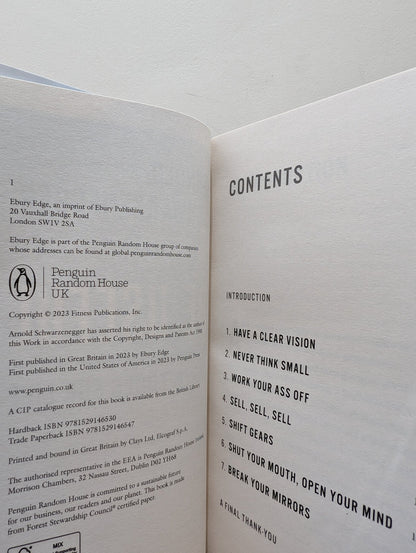 1
Ebury Edge, an imprint of Ebury Publishing
20 Vauxhall Bridge Road
London SW1V 2SA
Ebury Edge is part of the Penguin Random House group of companies
whose addresses can be found at global.penguinrandomhouse.com
Penguin
Random House
UK
Copyright © 2023 Fitness Publications, Inc.
Arnold Schwarzenegger has asserted his right to be identified as the author of
this Work in accordance with the Copyright, Designs and Patents Act 1988
First published in Great Britain in 2023 by Ebury Edge
First published in the United States of America in 2023 by Penguin Press
www.penguin.co.uk
A CIP catalogue record for this book is available from the British Library
Hardback ISBN 9781529146530
Trade Paperback ISBN 9781529146547
Printed and bound in Great Britain by Clays Ltd, Elcograf S.p.A.
The authorised representative in the EEA is Penguin Random House Ireland,
Morrison Chambers, 32 Nassau Street, Dublin D02 YH68
Penguin Random House is committed to a sustainable future
for our business, our readers and our planet. This book is made
from Forest Stewardship Council® certified paper.
MIX
CONTENTS
INTRODUCTION
1. HAVE A CLEAR VISION
2. NEVER THINK SMALL
3. WORK YOUR ASS OFF
4. SELL, SELL, SELL
5. SHIFT GEARS
6. SHUT YOUR MOUTH, OPEN YOUR MIND
7. BREAK YOUR MIRRORS
A FINAL THANK-YOU